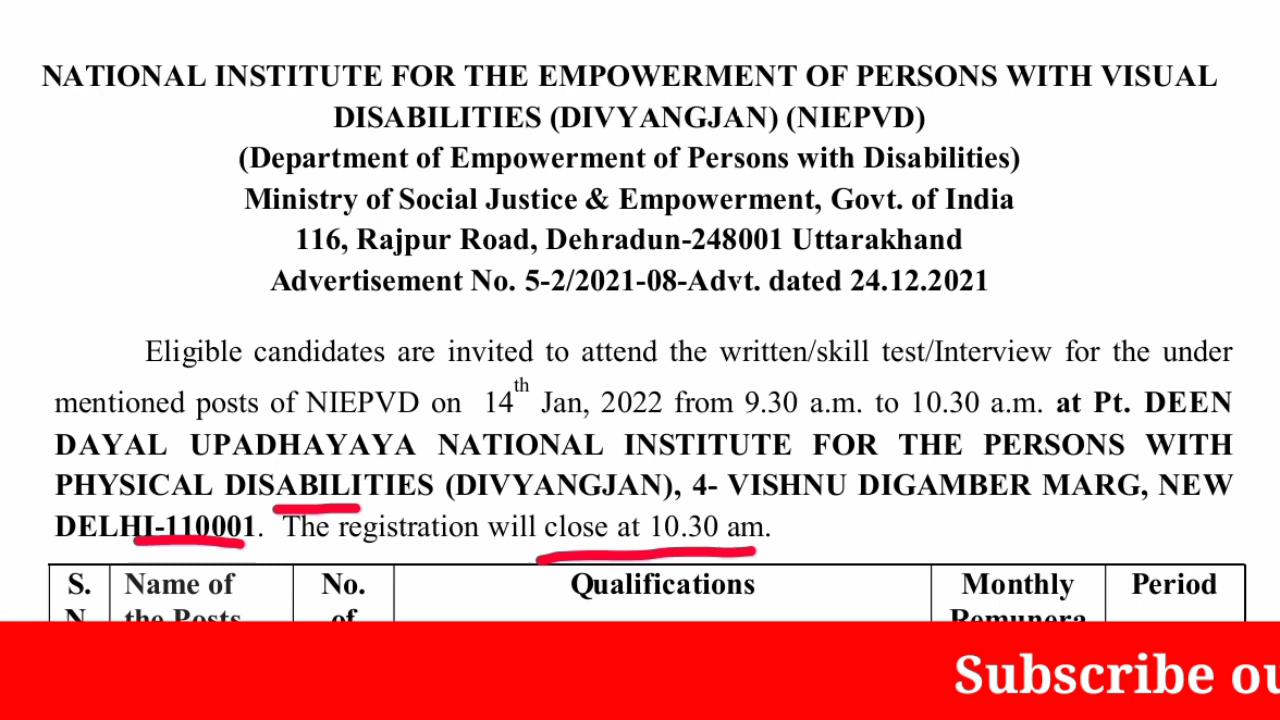 NATIONAL INSTITUTE FOR THE EMPOWERMENT OF PERSONS WITH VISUAL
DISABILITIES (DIVYANGJAN) (NIEPVD)
(Department of Empowerment of Persons with Disabilities)
Ministry of Social Justice & Empowerment, Govt. of India
116, Rajpur Road, Dehradun-248001 Uttarakhand
Advertisement No. 5-2/2021-08-Advt. dated 24.12.2021
Eligible candidates are invited to attend the written/skill test/Interview for the under
mentioned posts of NIEPVD on 14th Jan, 2022 from 9.30 a.m. to 10.30 a.m. at Pt. DEEN
DAYAL UPADHAYAYA NATIONAL INSTITUTE FOR THE PERSONS WITH
PHYSICAL DISABILITIES (DIVYANGJAN), 4- VISHNU DIGAMBER MARG, NEW
DELHI-110001. The registration will close at 10.30 am.
S. Name of No. Qualifications Monthly Period
N. the Posts of Remunera
Subscribe ou